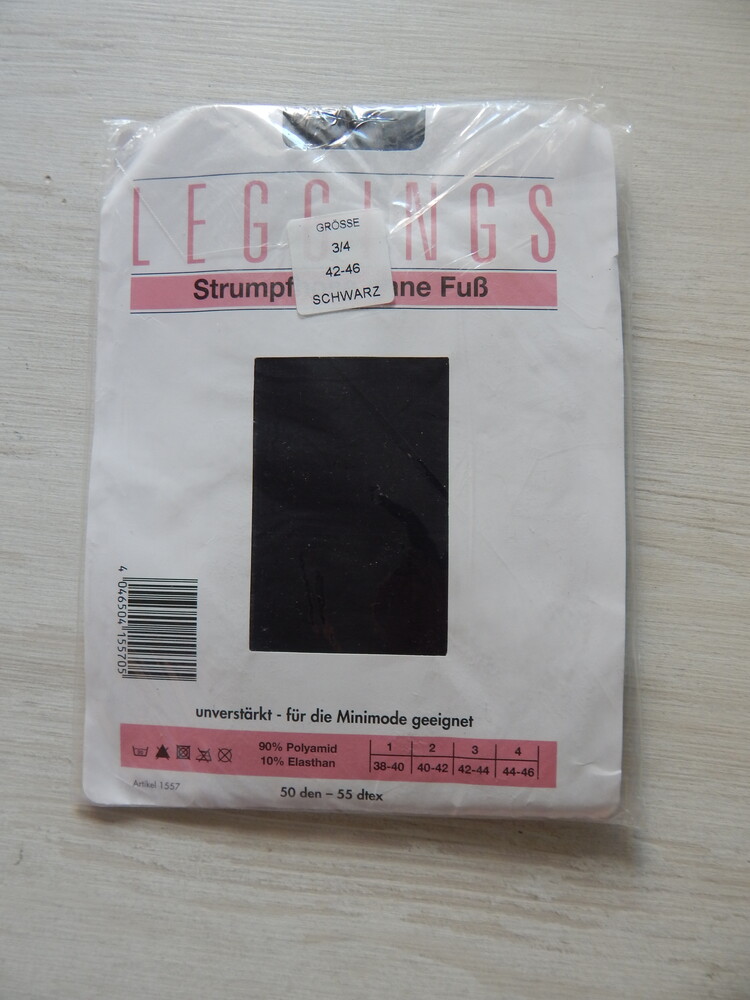 LEGGINGS
GRÖSSE
3/4
42-46
SCHWARZ
Strumpf nne Fuß
4 046504 155705
unverstärkt - für die Minimode geeignet
90% Polyamid
10% Elasthan
1 2 3 4
38-40 40-42 42-44 44-46
Artikel 1557
50 den – 55 dtex